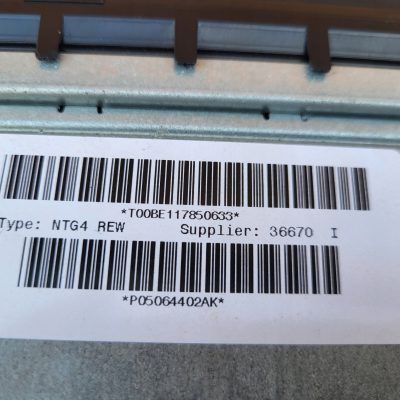 *T00BE117850633*
Type: NTG4 REW Supplier: 36670 I
*P05064402AK*